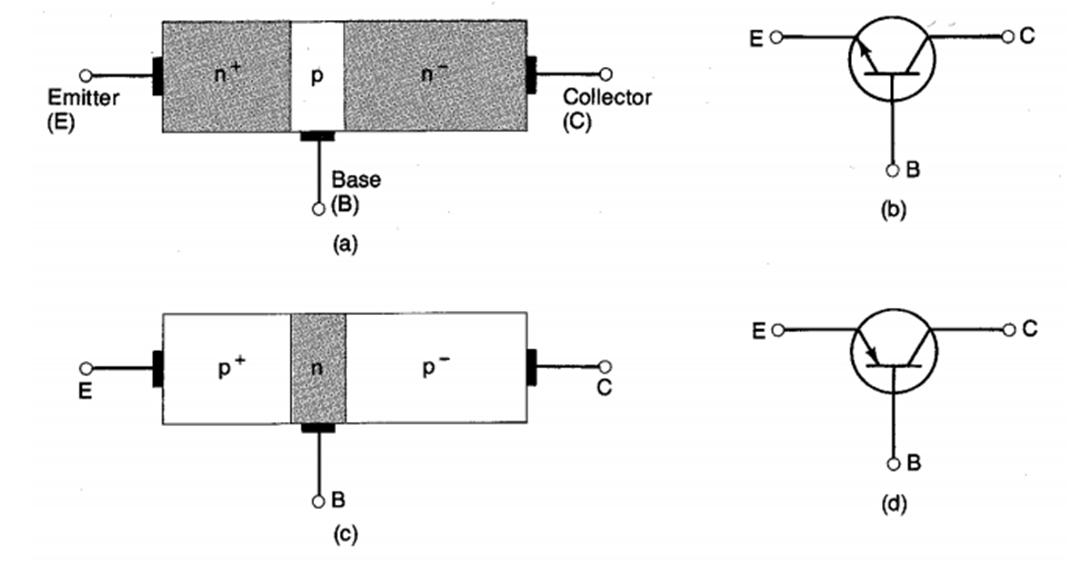 n⁺ p n⁻
Emitter
(E)
Collector
(C)
Base
(B)
(a)
E C
B
(b)
p⁺ n p⁻
E
C
B
(c)
E C
B
(d)